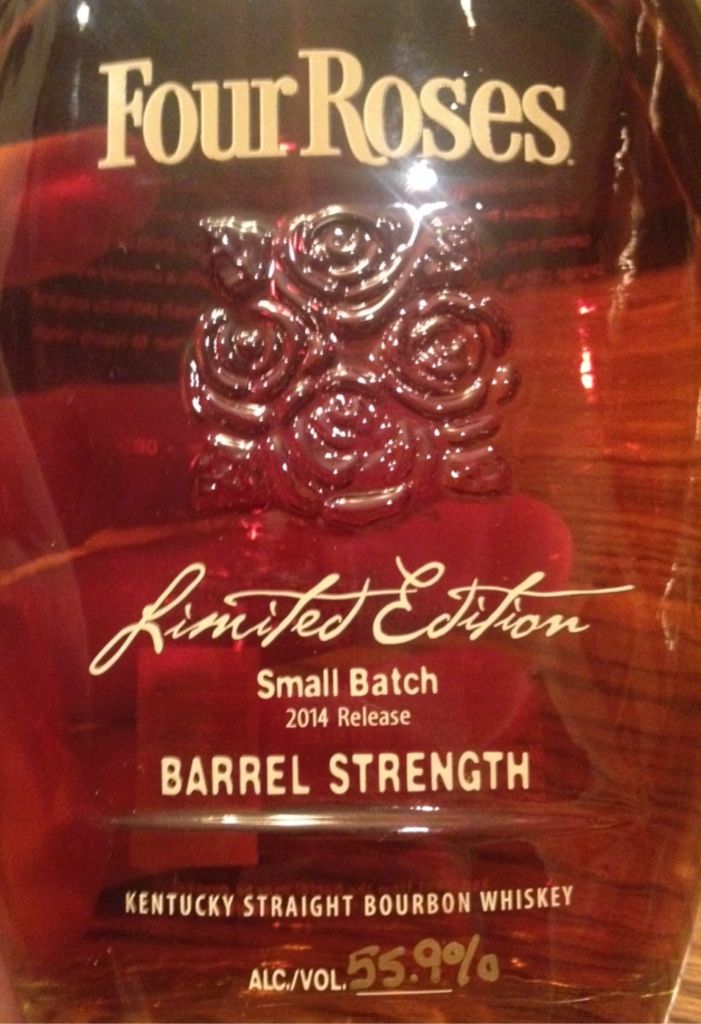 Four Roses.
Limited Edition
Small Batch
2014 Release
BARREL STRENGTH
KENTUCKY STRAIGHT BOURBON WHISKEY
ALC./VOL. 55.9%